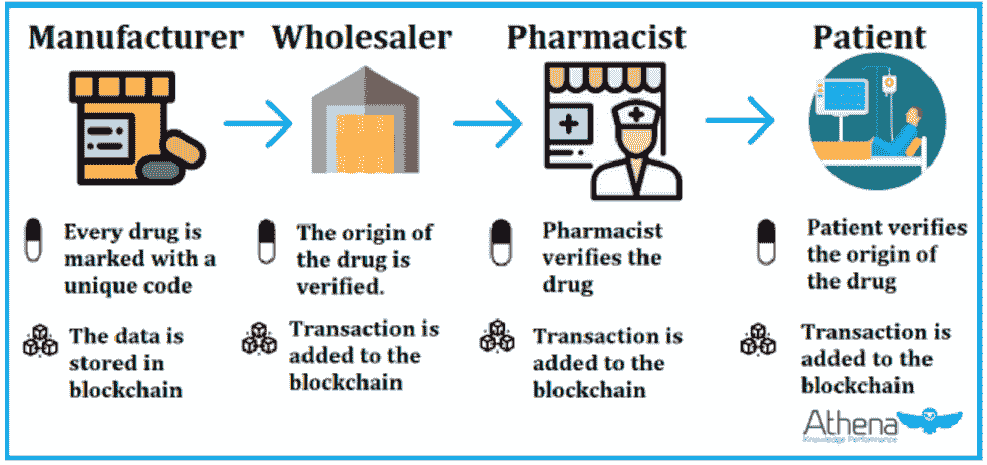 Manufacturer
Wholesaler
Pharmacist
Patient
Every drug is
marked with a
unique code
The origin of
the drug is
verified.
Pharmacist
verifies the
drug
Patient verifies
the origin of
the drug
The data is
stored in
blockchain
Transaction is
added to the
blockchain
Transaction is
added to the
blockchain
Transaction is
added to the
blockchain
Athena
Knowledge Performance